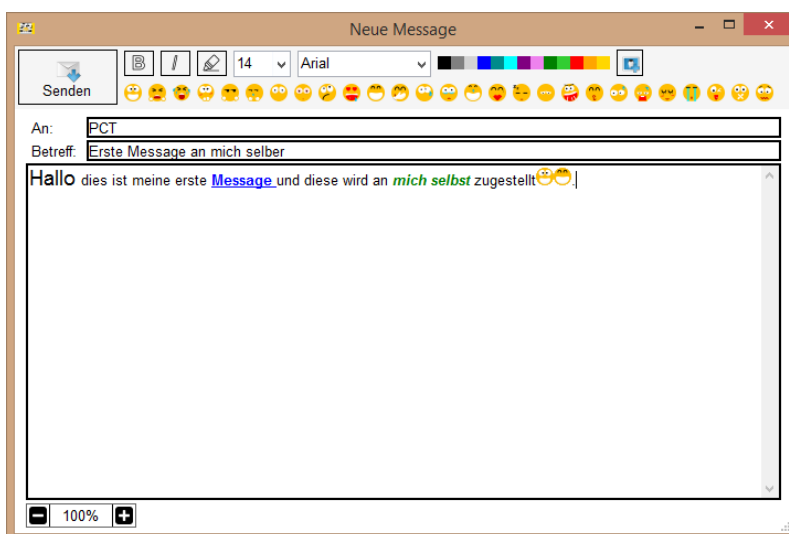 Neue Message
Senden
B I 14 Arial
An: PCT
Betreff: Erste Message an mich selber
Hallo dies ist meine erste Message und diese wird an mich selbst zugestellt.
100%